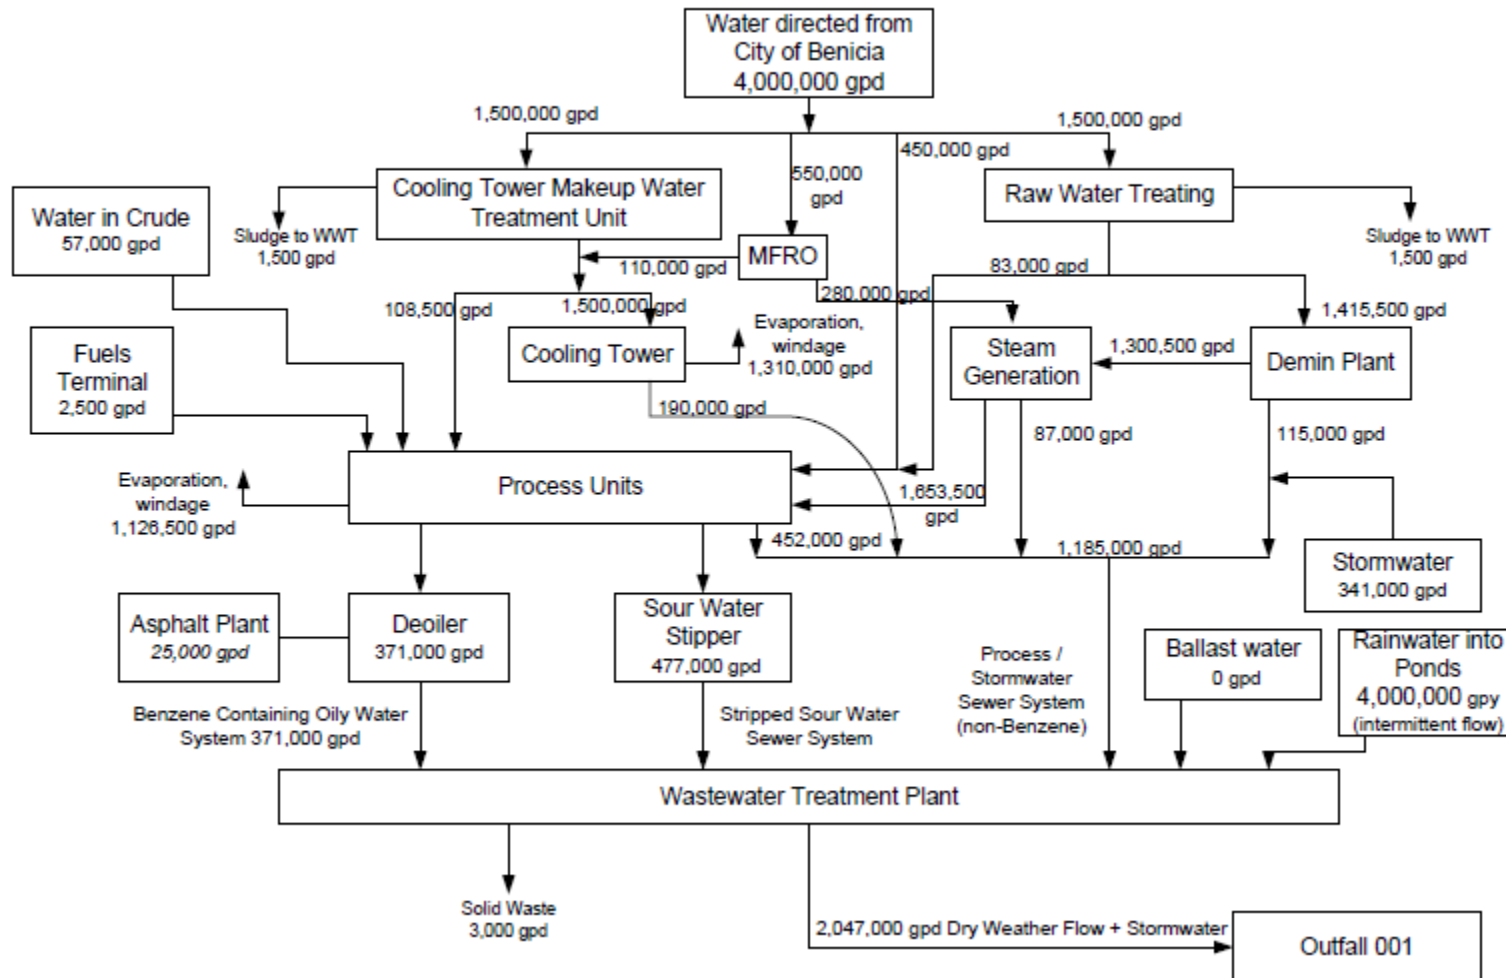 Water directed from
City of Benicia
4,000,000 gpd
1,500,000 gpd
1,500,000 gpd
450,000 gpd
550,000
gpd
Cooling Tower Makeup Water
Treatment Unit
Raw Water Treating
Water in Crude
57,000 gpd
Sludge to WWT
1,500 gpd
Sludge to WWT
1,500 gpd
MFRO
110,000 gpd
83,000 gpd
280,000 gpd
108,500 gpd
1,500,000 gpd
1,415,500 gpd
Fuels
Terminal
2,500 gpd
Cooling Tower
Evaporation,
windage
1,310,000 gpd
Steam
Generation
1,300,500 gpd
Demin Plant
190,000 gpd
87,000 gpd
115,000 gpd
Evaporation,
windage
1,126,500 gpd
Process Units
1,653,500
gpd
452,000 gpd
1,185,000 gpd
Stormwater
341,000 gpd
Asphalt Plant
25,000 gpd
Deoiler
371,000 gpd
Sour Water
Stipper
477,000 gpd
Process /
Stormwater
Sewer System
(non-Benzene)
Ballast water
0 gpd
Rainwater into
Ponds
4,000,000 gpy
(intermittent flow)
Benzene Containing Oily Water
System 371,000 gpd
Stripped Sour Water
Sewer System
Wastewater Treatment Plant
Solid Waste
3,000 gpd
2,047,000 gpd Dry Weather Flow + Stormwater
Outfall 001